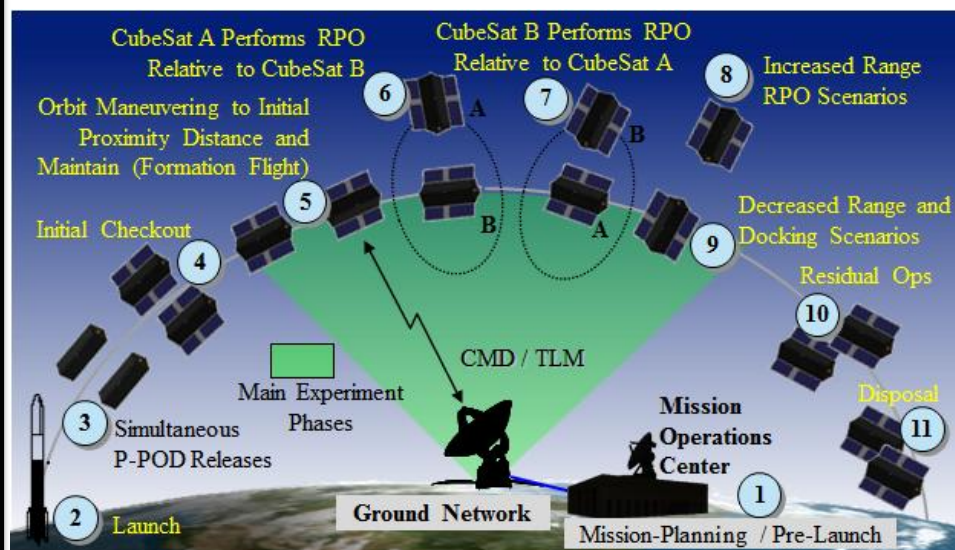 CubeSat A Performs RPO
Relative to CubeSat B
CubeSat B Performs RPO
Relative to CubeSat A
6
A
B
7
B
A
8
Increased Range
RPO Scenarios
Orbit Maneuvering to Initial
Proximity Distance and
Maintain (Formation Flight)
5
Initial Checkout
4
9
Decreased Range and
Docking Scenarios
Residual Ops
10
CMD / TLM
Main Experiment
Phases
3
Simultaneous
P-POD Releases
Disposal
11
Mission
Operations
Center
1
2
Launch
Ground Network
Mission-Planning / Pre-Launch